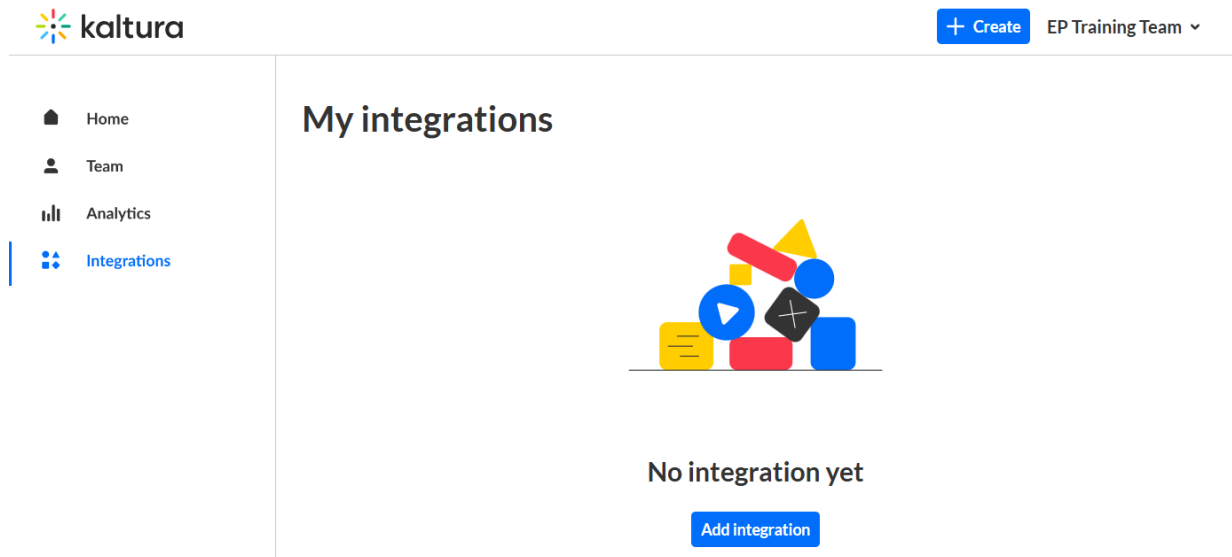 kaltura
Create
EP Training Team
Home
Team
Analytics
Integrations
My integrations
No integration yet
Add integration